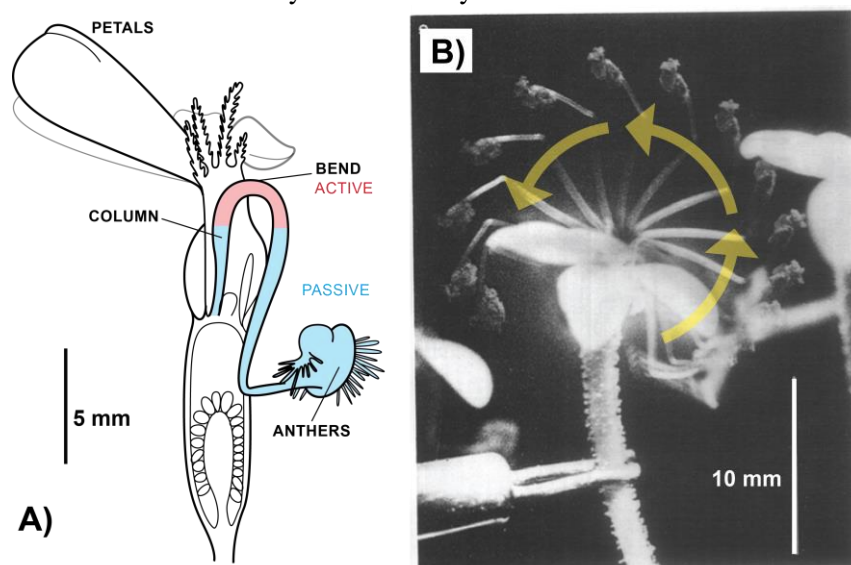 PETALS
BEND
ACTIVE
COLUMN
PASSIVE
5 mm
ANTHERS
A)
B)
10 mm